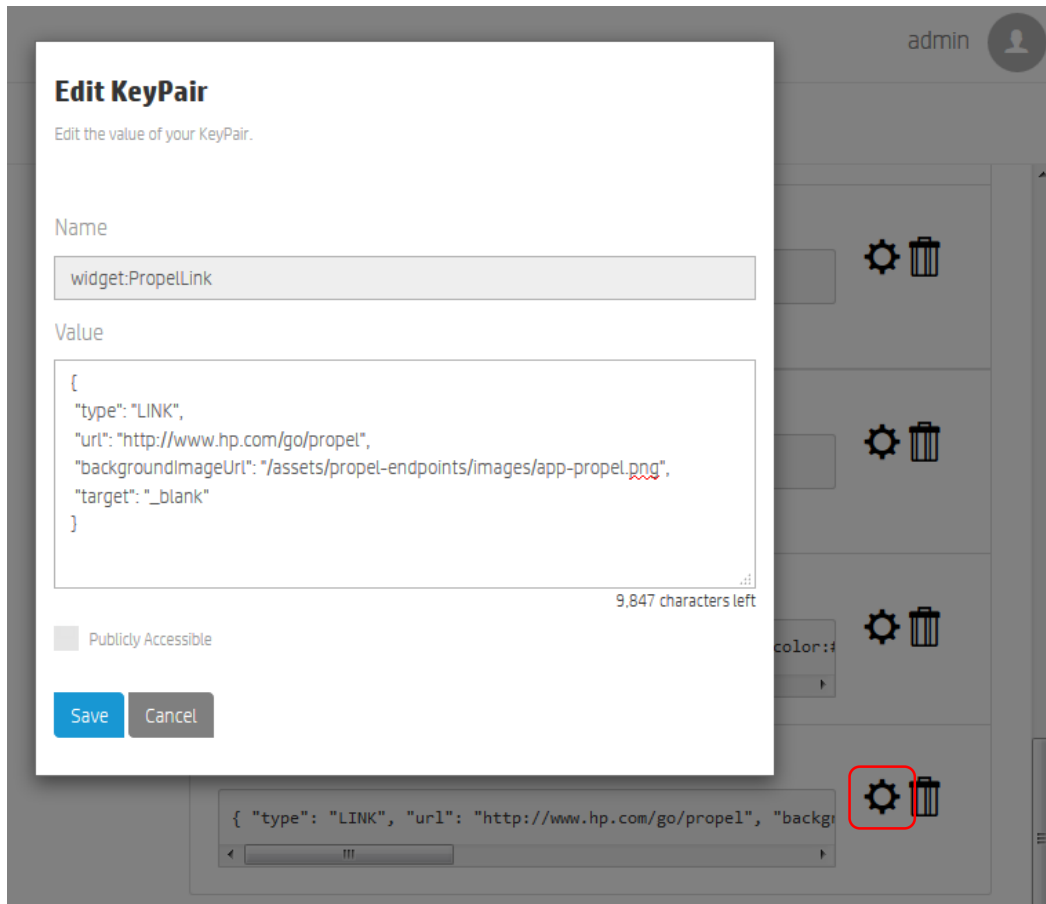 admin
Edit KeyPair
Edit the value of your KeyPair.
Name
widget:PropelLink
Value
{
"type": "LINK",
"url": "http://www.hp.com/go/propel",
"backgroundImageUrl": "/assets/propel-endpoints/images/app-propel.png",
"target": "_blank"
}
9,847 characters left
Publicly Accessible
color:#
Save Cancel
{ "type": "LINK", "url": "http://www.hp.com/go/propel", "backgr